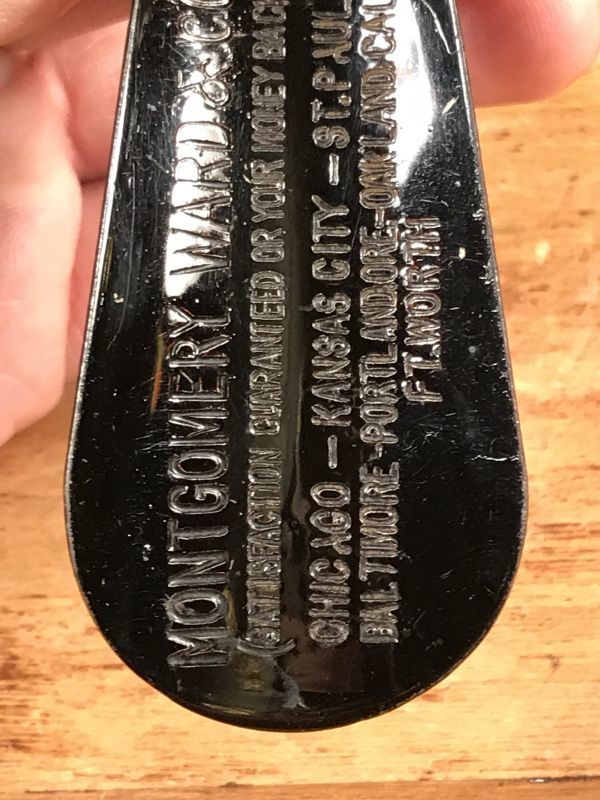 MONTGOMERY WARD & CO
(SATISFACTION GUARANTEED OR YOUR MONEY BACK
CHICAGO - KANSAS CITY - ST. PAUL
BALTIMORE - PORTLAND.ORE - OAKLAND.CAL
FT. WORTH